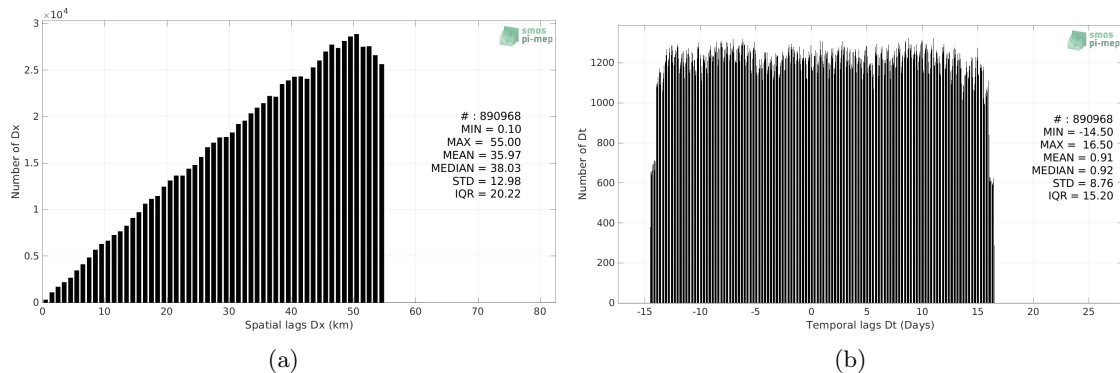 ×10⁴
3
2.5
2
1.5
1
0.5
0
Number of Dx
0 10 20 30 40 50 60 70 80
Spatial lags Dx (km)
smos
pi-mep
# : 890968
MIN = 0.10
MAX = 55.00
MEAN = 35.97
MEDIAN = 38.03
STD = 12.98
IQR = 20.22
(a)
1200
1000
800
600
400
200
0
Number of Dt
-15 -10 -5 0 5 10 15 20 25
Temporal lags Dt (Days)
smos
pi-mep
# : 890968
MIN = -14.50
MAX = 16.50
MEAN = 0.91
MEDIAN = 0.92
STD = 8.76
IQR = 15.20
(b)